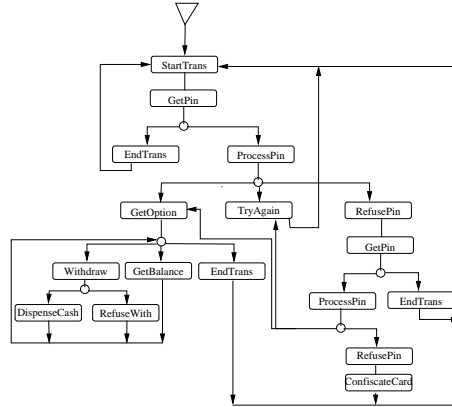 StartTrans
GetPin
EndTrans
ProcessPin
GetOption
TryAgain
RefusePin
GetPin
Withdraw
GetBalance
EndTrans
ProcessPin
EndTrans
DispenseCash
RefuseWith
RefusePin
ConfiscateCard